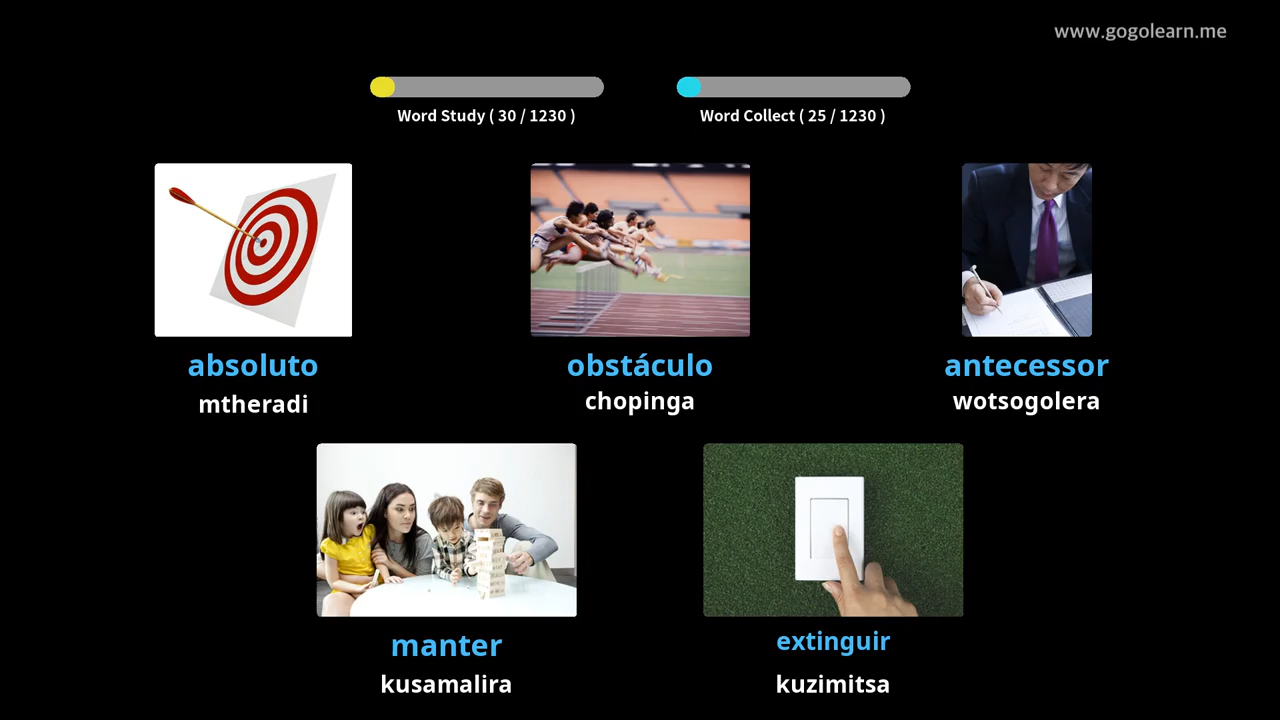 www.gogolearn.me
Word Study ( 30 / 1230 )
Word Collect ( 25 / 1230 )
absoluto
mtheradi
obstáculo
chopinga
antecessor
wotsogolera
manter
kusamalira
extinguir
kuzimitsa